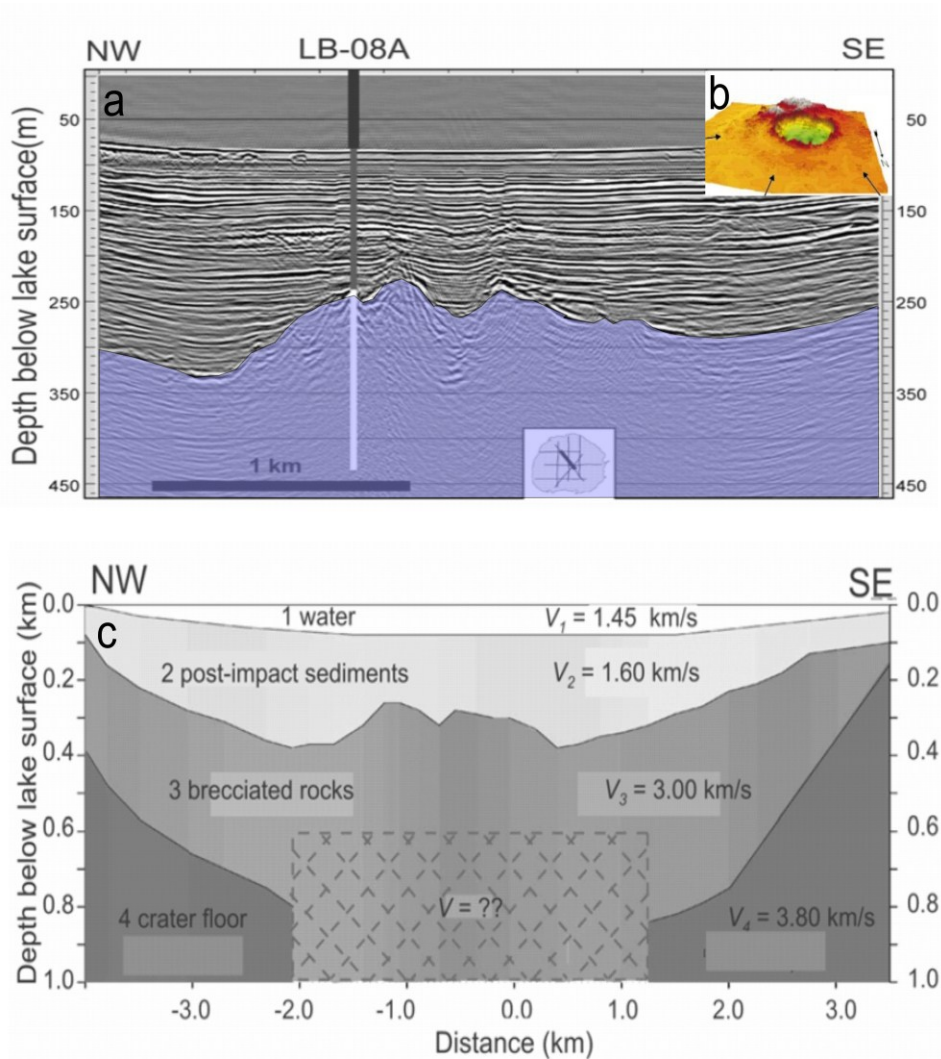 NW LB-08A SE
a b
Depth below lake surface(m)
50 50
150 150
250 250
350 350
450 450
1 km
NW SE
c
Depth below lake surface (km)
0.0 0.0
0.2 0.2
0.4 0.4
0.6 0.6
0.8 0.8
1.0 1.0
1 water V1 = 1.45 km/s
2 post-impact sediments V2 = 1.60 km/s
3 brecciated rocks V3 = 3.00 km/s
V = ??
4 crater floor V4 = 3.80 km/s
-3.0 -2.0 -1.0 0.0 1.0 2.0 3.0
Distance (km)